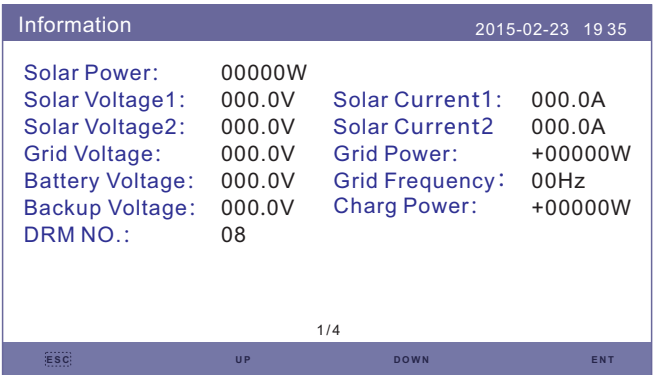 Information 2015-02-23 19 35
Solar Power: 00000W
Solar Voltage1: 000.0V Solar Current1: 000.0A
Solar Voltage2: 000.0V Solar Current2 000.0A
Grid Voltage: 000.0V Grid Power: +00000W
Battery Voltage: 000.0V Grid Frequency: 00Hz
Backup Voltage: 000.0V Charg Power: +00000W
DRM NO.: 08
1/4
ESC UP DOWN ENT